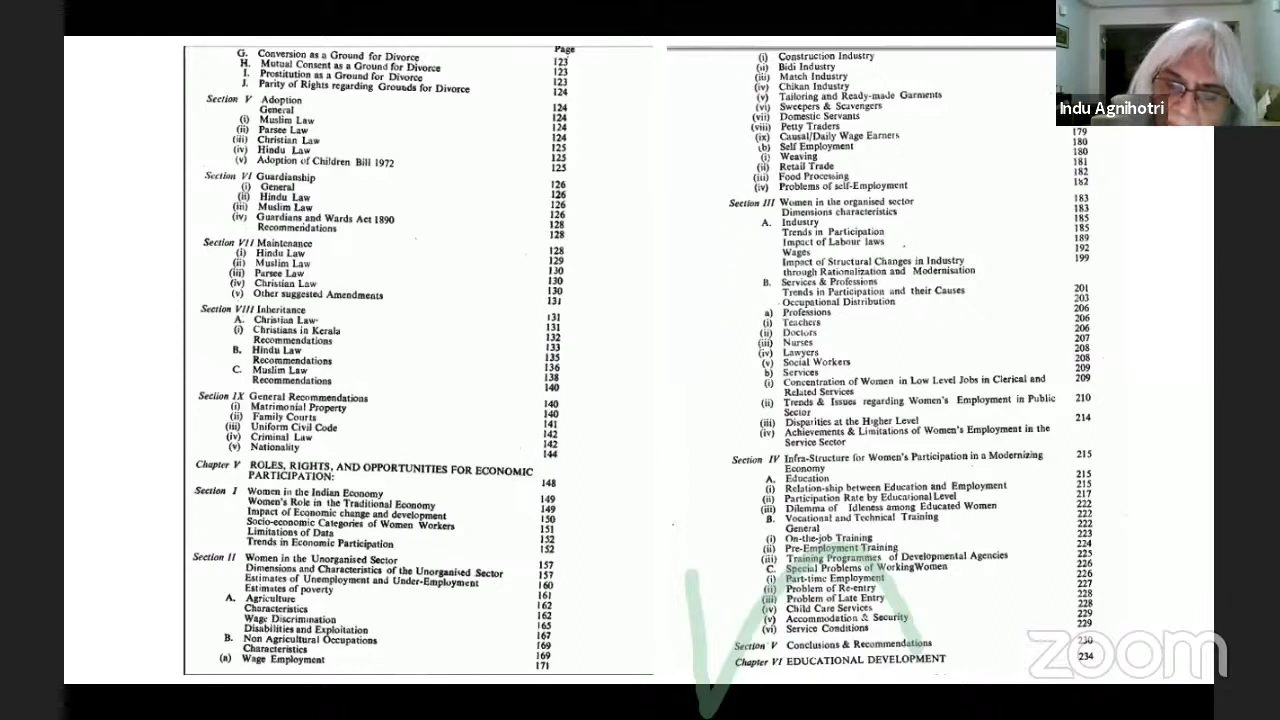 Page
G. Conversion as a Ground for Divorce 123
H. Mutual Consent as a Ground for Divorce 123
I. Prostitution as a Ground for Divorce 123
J. Parity of Rights regarding Grounds for Divorce 124
Section V Adoption 124
General 124
(i) Muslim Law 124
(ii) Parsee Law 124
(iii) Christian Law 125
(iv) Hindu Law 125
(v) Adoption of Children Bill 1972 125
Section VI Guardianship 126
(i) General 126
(ii) Hindu Law 126
(iii) Muslim Law 126
(iv) Guardians and Wards Act 1890 128
Recommendations 128
Section VII Maintenance 128
(i) Hindu Law 129
(ii) Muslim Law 130
(iii) Parsee Law 130
(iv) Christian Law 130
(v) Other suggested Amendments 131
Section VIII Inheritance 131
A. Christian Law 131
(i) Christians in Kerala 132
Recommendations 133
B. Hindu Law 135
Recommendations 136
C. Muslim Law 138
Recommendations 140
Section IX General Recommendations 140
(i) Matrimonial Property 140
(ii) Family Courts 141
(iii) Uniform Civil Code 142
(iv) Criminal Law 142
(v) Nationality 144
Chapter V ROLES, RIGHTS, AND OPPORTUNITIES FOR ECONOMIC
PARTICIPATION: 148
Section I Women in the Indian Economy 149
Women's Role in the Traditional Economy 149
Impact of Economic change and development 150
Socio-economic Categories of Women Workers 151
Limitations of Data 152
Trends in Economic Participation 152
Section II Women in the Unorganised Sector 157
Dimensions and Characteristics of the Unorganised Sector 157
Estimates of Unemployment and Under-Employment 160
Estimates of poverty 161
A. Agriculture 162
Characteristics 162
Wage Discrimination 165
Disabilities and Exploitation 167
B. Non Agricultural Occupations 169
Characteristics 169
(a) Wage Employment 171
(i) Construction Industry
(ii) Bidi Industry
(iii) Match Industry
(iv) Chikan Industry
(v) Tailoring and Ready-made Garments
(vi) Sweepers & Scavengers
(vii) Domestic Servants
(viii) Petty Traders
(ix) Causal/Daily Wage Earners 179
(b) Self Employment 180
(i) Weaving 180
(ii) Retail Trade 181
(iii) Food Processing 182
(iv) Problems of self-Employment 182
Section III Women in the organised sector 183
Dimensions characteristics 183
A. Industry 185
Trends in Participation 185
Impact of Labour laws 189
Wages 192
Impact of Structural Changes in Industry 199
through Rationalization and Modernisation
B. Services & Professions 201
Trends in Participation and their Causes 203
Occupational Distribution 206
a) Professions 206
(i) Teachers 206
(ii) Doctors 207
(iii) Nurses 208
(iv) Lawyers 208
(v) Social Workers 209
b) Services 209
(i) Concentration of Women in Low Level Jobs in Clerical and
Related Services
(ii) Trends & Issues regarding Women's Employment in Public 210
Sector
(iii) Disparities at the Higher Level 214
(iv) Achievements & Limitations of Women's Employment in the
Service Sector
Section IV Infra-Structure for Women's Participation in a Modernizing 215
Economy
A. Education 215
(i) Relation-ship between Education and Employment 215
(ii) Participation Rate by Educational Level 217
(iii) Dilemma of Idleness among Educated Women 222
B. Vocational and Technical Training 222
General 222
(i) On-the-job Training 223
(ii) Pre-Employment Training 224
(iii) Training Programmes of Developmental Agencies 225
C. Special Problems of WorkingWomen 226
(i) Part-time Employment 226
(ii) Problem of Re-entry 227
(iii) Problem of Late Entry 228
(iv) Child Care Services 228
(v) Accommodation & Security 229
(vi) Service Conditions 229
Section V Conclusions & Recommendations 230
Chapter VI EDUCATIONAL DEVELOPMENT 234
Indu Agnihotri
zoom